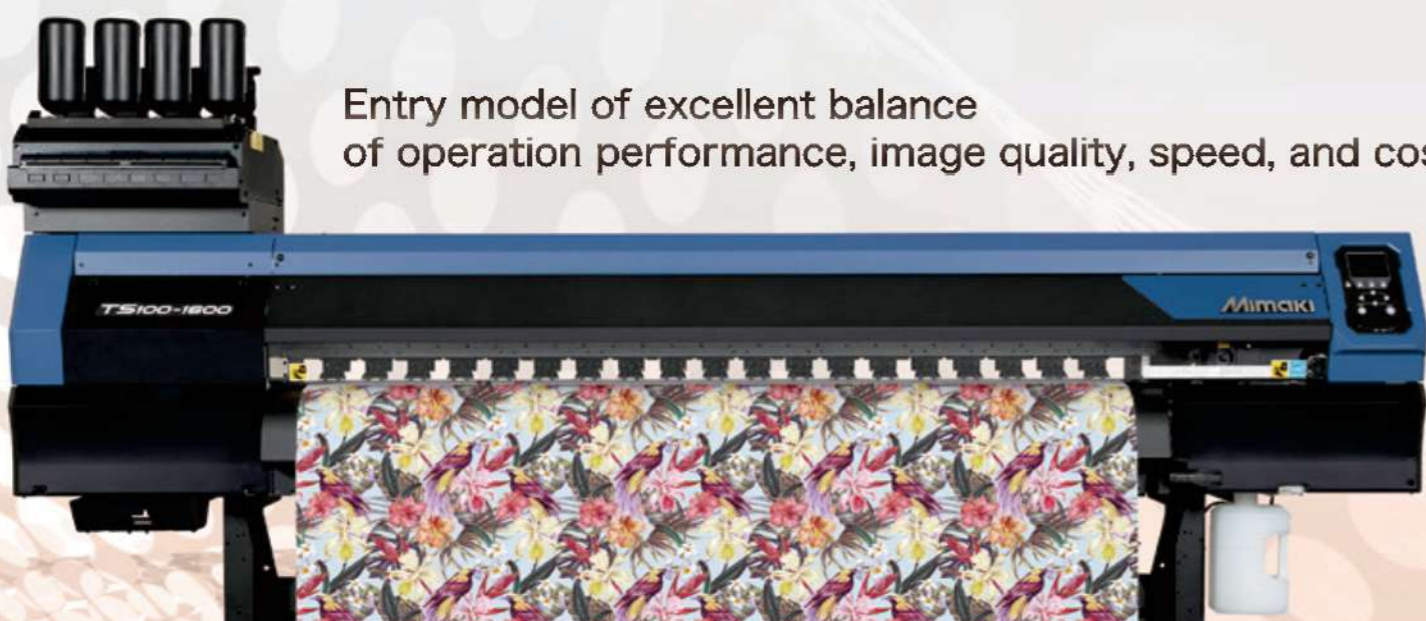 Entry model of excellent balance
of operation performance, image quality, speed, and cos
TS100-1600
Mimaki